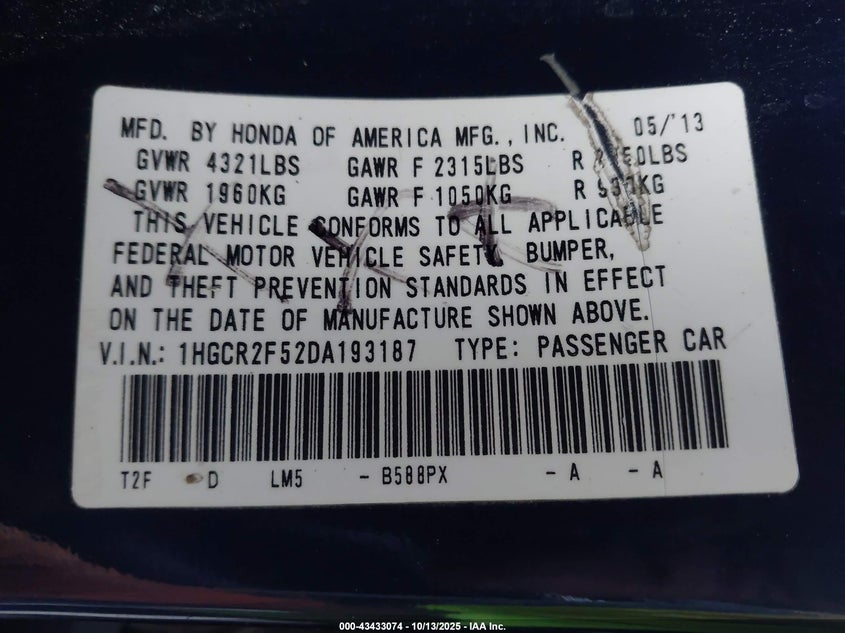 MFD. BY HONDA OF AMERICA MFG., INC. 05/'13
GVWR 4321LBS GAWR F 2315LBS R LBS
GVWR 1960KG GAWR F 1050KG R KG
THIS VEHICLE CONFORMS TO ALL APPLICABLE
FEDERAL MOTOR VEHICLE SAFETY, BUMPER,
AND THEFT PREVENTION STANDARDS IN EFFECT
ON THE DATE OF MANUFACTURE SHOWN ABOVE.
V.I.N.: 1HGCR2F52DA193187 TYPE: PASSENGER CAR
T2F D LM5 - B588PX - A - A
000-43433074 - 10/13/2025 - IAA Inc.